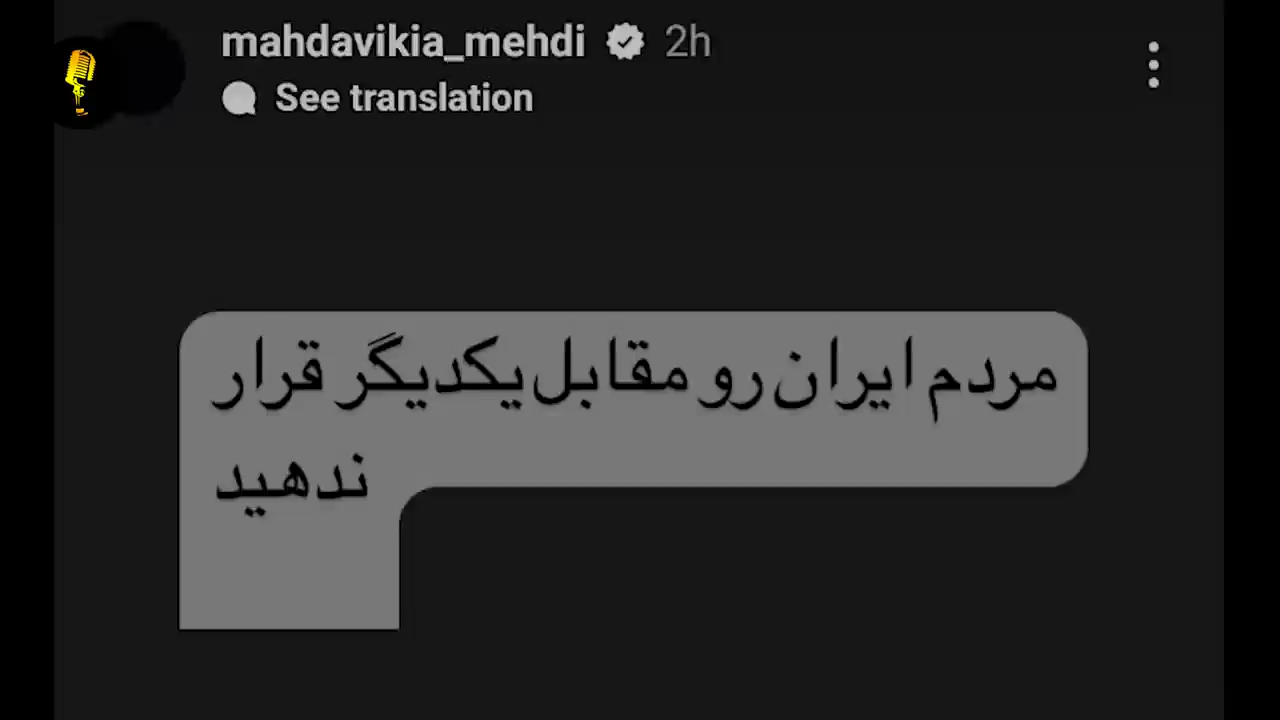 mahdavikia_mehdi 2h
See translation
مردم ایران رو مقابل یکدیگر قرار
ندهید